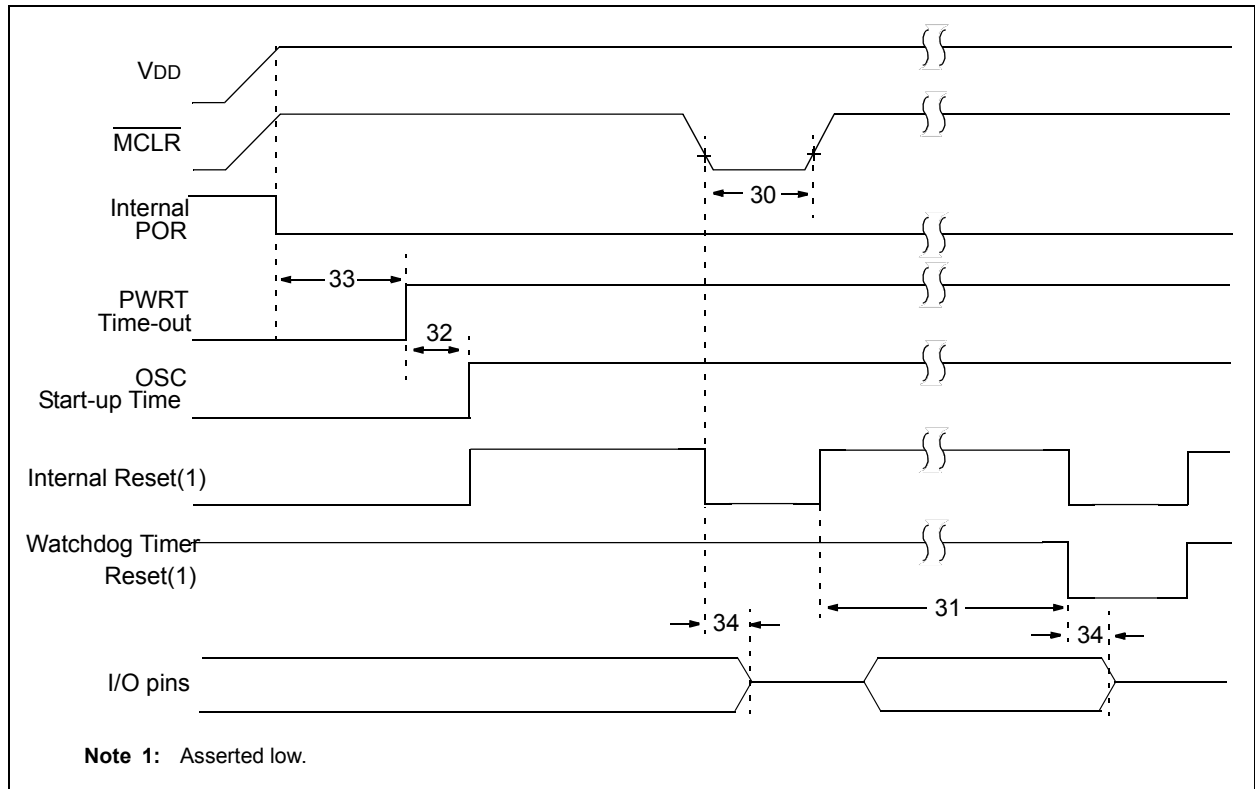 VDD
MCLR
30
Internal
POR
33
PWRT
Time-out
32
OSC
Start-up Time
Internal Reset(1)
Watchdog Timer
Reset(1)
31
34
34
I/O pins
Note 1: Asserted low.